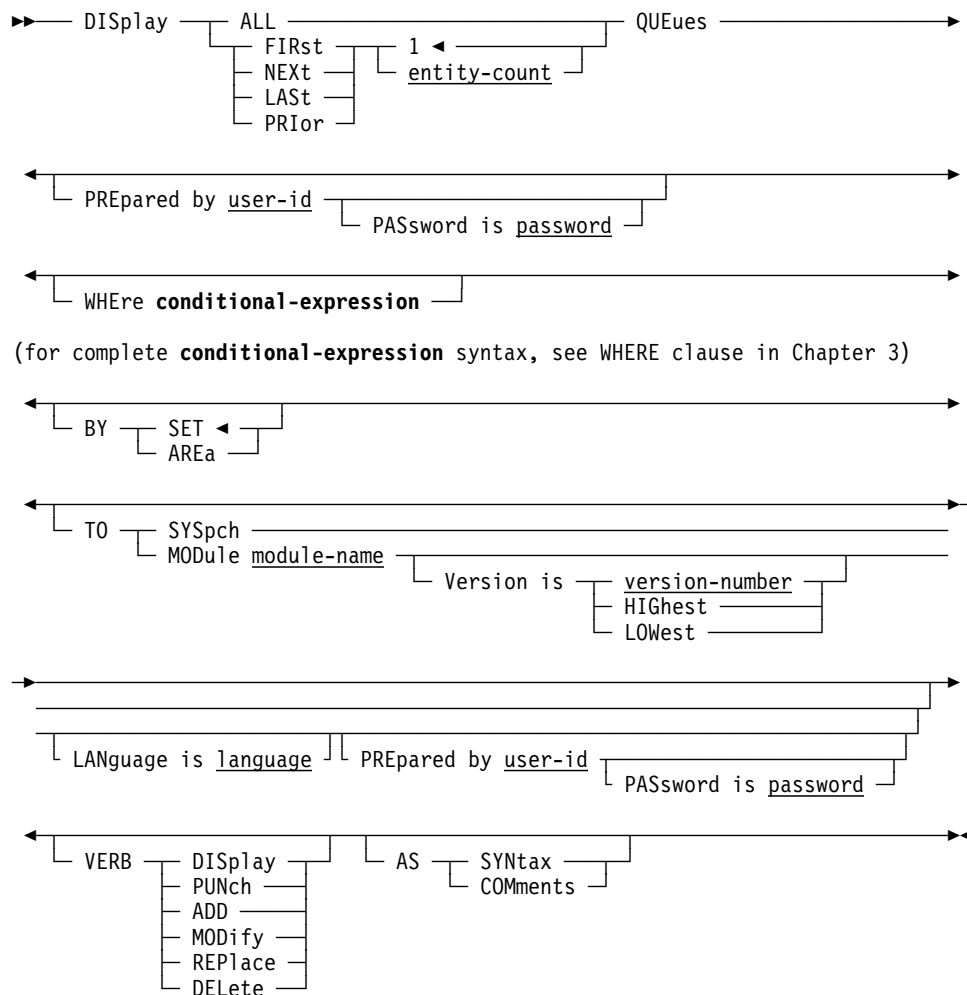 DISplay ALL QUEues
FIRst 1
NEXt entity-count
LASt
PRIor
PREpared by user-id
PASsword is password
WHEre conditional-expression
(for complete conditional-expression syntax, see WHERE clause in Chapter 3)
BY SET
AREa
TO SYSpch
MODule module-name
Version is version-number
HIGhest
LOWest
LANguage is language PREpared by user-id
PASsword is password
VERB DISplay AS SYNtax
PUNch COMments
ADD
MODify
REPlace
DELete